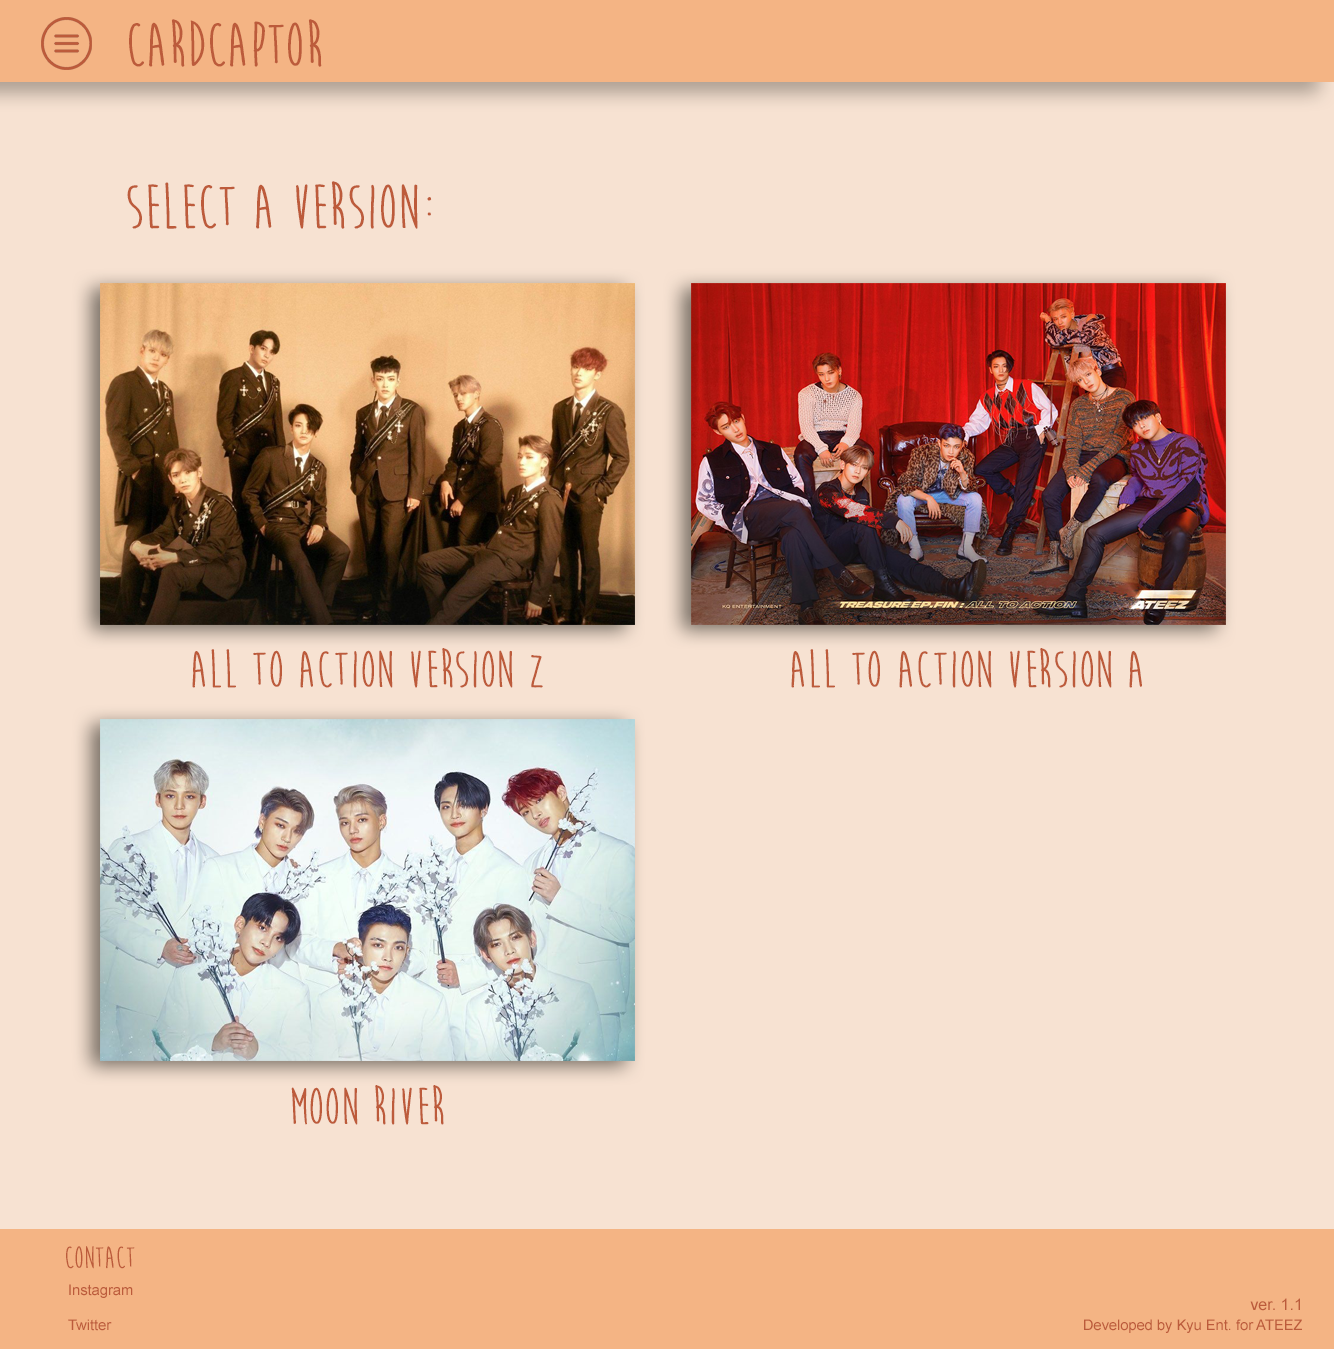 CARDCAPTOR
SELECT A VERSION:
KQ ENTERTAINMENT
TREASURE EP.FIN : ALL TO ACTION
ATEEZ
ALL TO ACTION VERSION Z
ALL TO ACTION VERSION A
MOON RIVER
CONTACT
Instagram
Twitter
ver. 1.1
Developed by Kyu Ent. for ATEEZ